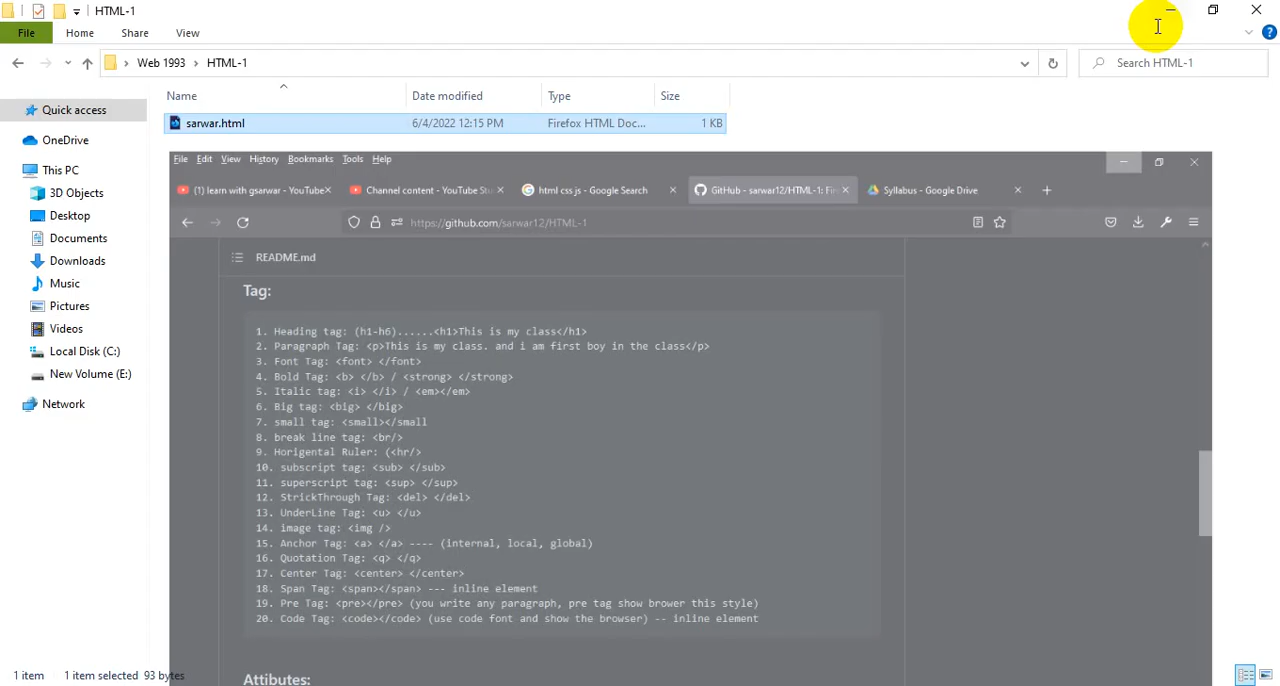 HTML-1
File Home Share View
Web 1993 > HTML-1
Search HTML-1
Name Date modified Type Size
Quick access
sarwar.html 6/4/2022 12:15 PM Firefox HTML Doc... 1 KB
OneDrive
This PC
3D Objects
Desktop
Documents
Downloads
Music
Pictures
Videos
Local Disk (C:)
New Volume (E:)
Network
File Edit View History Bookmarks Tools Help
(1) learn with gsarwar - YouTube
Channel content - YouTube Stu
html css js - Google Search
GitHub - sarwar12/HTML-1: Fir
Syllabus - Google Drive
https://github.com/sarwar12/HTML-1
README.md
Tag:
1. Heading tag: (h1-h6)......<h1>This is my class</h1>
2. Paragraph Tag: <p>This is my class. and i am first boy in the class</p>
3. Font Tag: <font> </font>
4. Bold Tag: <b> </b> / <strong> </strong>
5. Italic tag: <i> </i> / <em></em>
6. Big tag: <big> </big>
7. small tag: <small></small
8. break line tag: <br/>
9. Horigental Ruler: (<hr/>
10. subscript tag: <sub> </sub>
11. superscript tag: <sup> </sup>
12. StrickThrough Tag: <del> </del>
13. UnderLine Tag: <u> </u>
14. image tag: <img />
15. Anchor Tag: <a> </a> ---- (internal, local, global)
16. Quotation Tag: <q> </q>
17. Center Tag: <center> </center>
18. Span Tag: <span></span> --- inline element
19. Pre Tag: <pre></pre> (you write any paragraph, pre tag show brower this style)
20. Code Tag: <code></code> (use code font and show the browser) -- inline element
Attibutes:
1 item 1 item selected 93 bytes